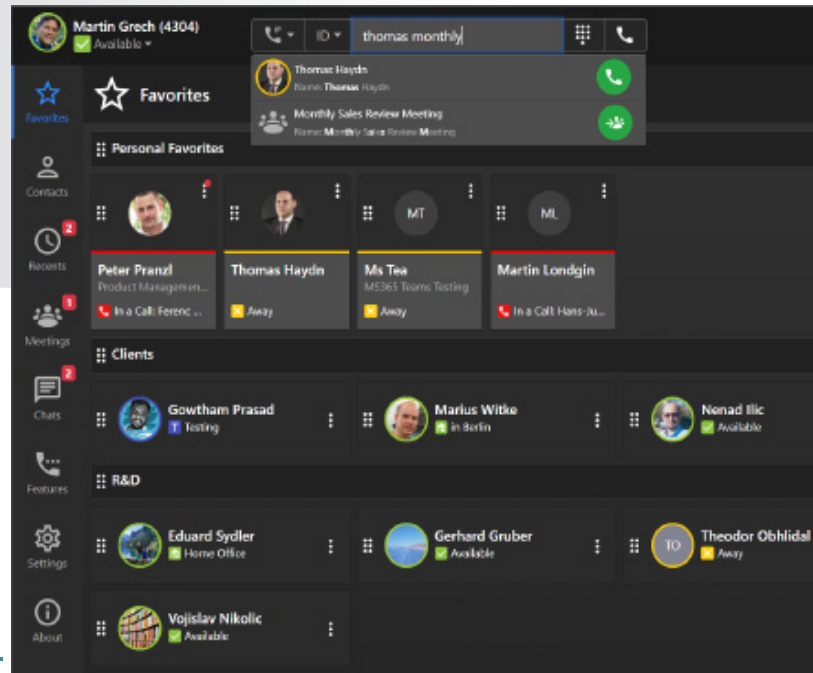 Martin Grech (4304)
Available
ID
thomas monthly
Thomas Haydn
Name: Thomas Haydn
Monthly Sales Review Meeting
Name: Monthly Sales Review Meeting
Favorites
Favorites
Personal Favorites
Contacts
2
Recents
1
Meetings
2
Chats
Features
Settings
About
MT
ML
Peter Pranzl
Product Managemen...
In a Call: Ferenc ...
Thomas Haydn
Away
Ms Tea
MS365 Teams Testing
Away
Martin Londgin
In a Call: Hans-Ju...
Clients
Gowtham Prasad
T Testing
Marius Witke
in Berlin
Nenad Ilic
Available
R&D
Eduard Sydler
Home Office
Gerhard Gruber
Available
TO
Theodor Obhlidal
Away
Vojislav Nikolic
Available